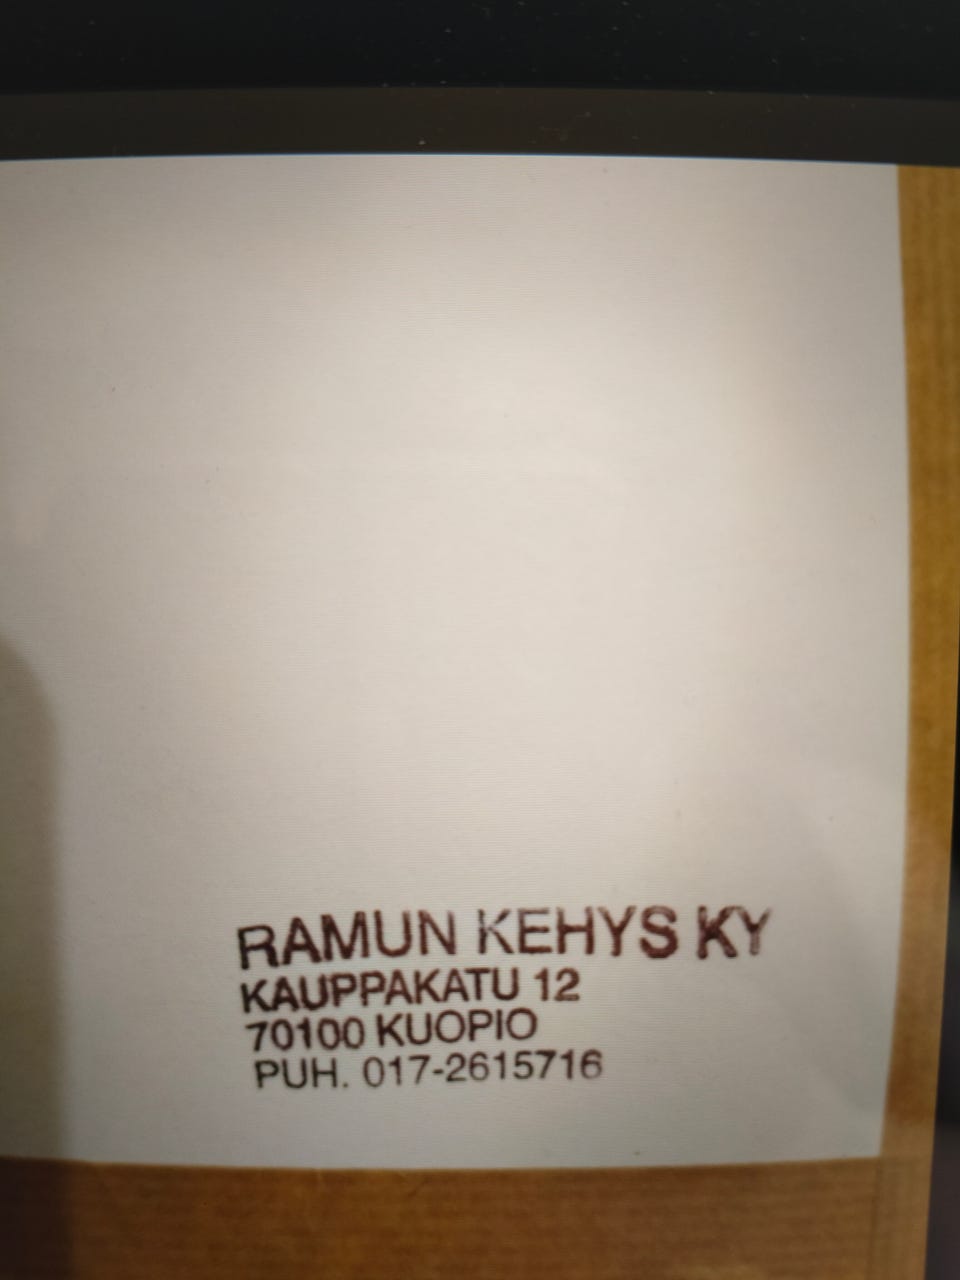 RAMUN KEHYS KY
KAUPPAKATU 12
70100 KUOPIO
PUH. 017-2615716